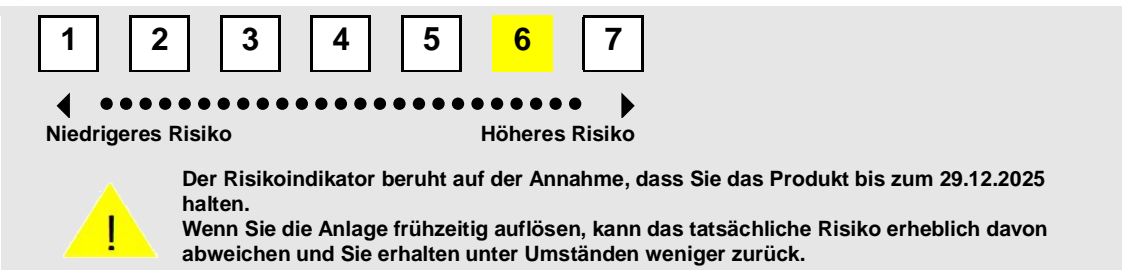 1 2 3 4 5 6 7
Niedrigeres Risiko Höheres Risiko
Der Risikoindikator beruht auf der Annahme, dass Sie das Produkt bis zum 29.12.2025
halten.
Wenn Sie die Anlage frühzeitig auflösen, kann das tatsächliche Risiko erheblich davon
abweichen und Sie erhalten unter Umständen weniger zurück.
!